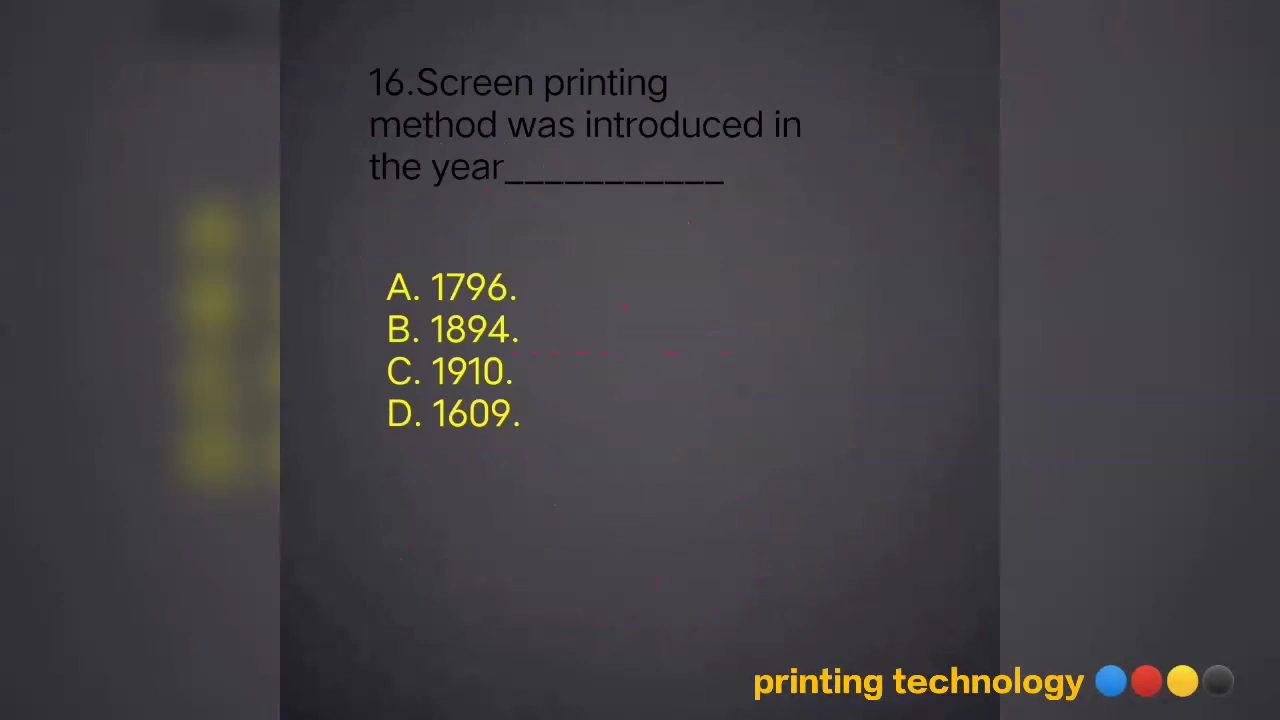 16.Screen printing
method was introduced in
the year___________
A. 1796.
B. 1894.
C. 1910.
D. 1609.
printing technology